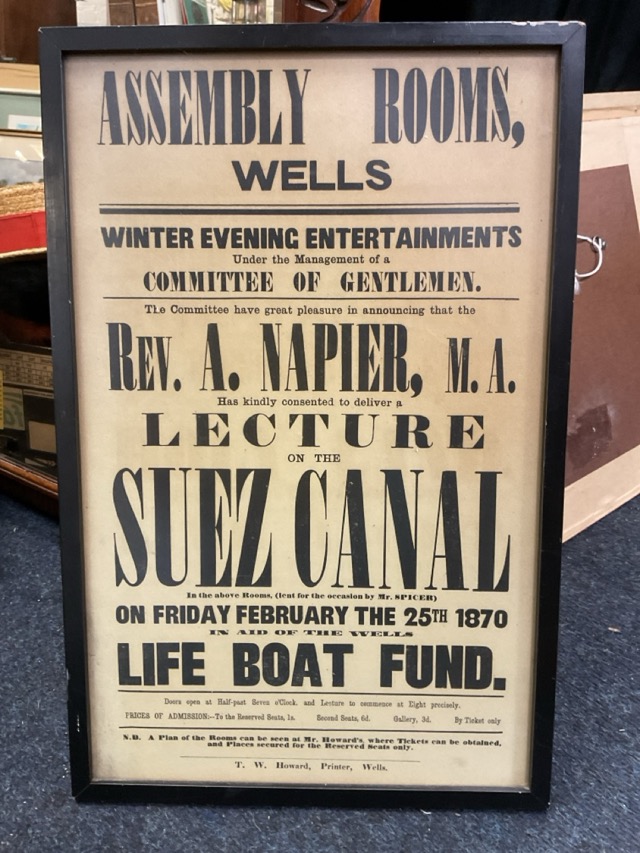 ASSEMBLY ROOMS,
WELLS
WINTER EVENING ENTERTAINMENTS
Under the Management of a
COMMITTEE OF GENTLEMEN.
The Committee have great pleasure in announcing that the
REV. A. NAPIER, M. A.
Has kindly consented to deliver a
LECTURE
ON THE
SUEZ CANAL
In the above Rooms, (lent for the occasion by Mr. SPICER)
ON FRIDAY FEBRUARY THE 25TH 1870
IN AID OF THE WELLS
LIFE BOAT FUND.
Doors open at Half-past Seven o'Clock, and Lecture to commence at Eight precisely.
PRICES OF ADMISSION:--To the Reserved Seats, 1s. Second Seats, 6d. Gallery, 3d. By Ticket only
N.B. A Plan of the Rooms can be seen at Mr. Howard's, where Tickets can be obtained,
and Places secured for the Reserved Seats only.
T. W. Howard, Printer, Wells.